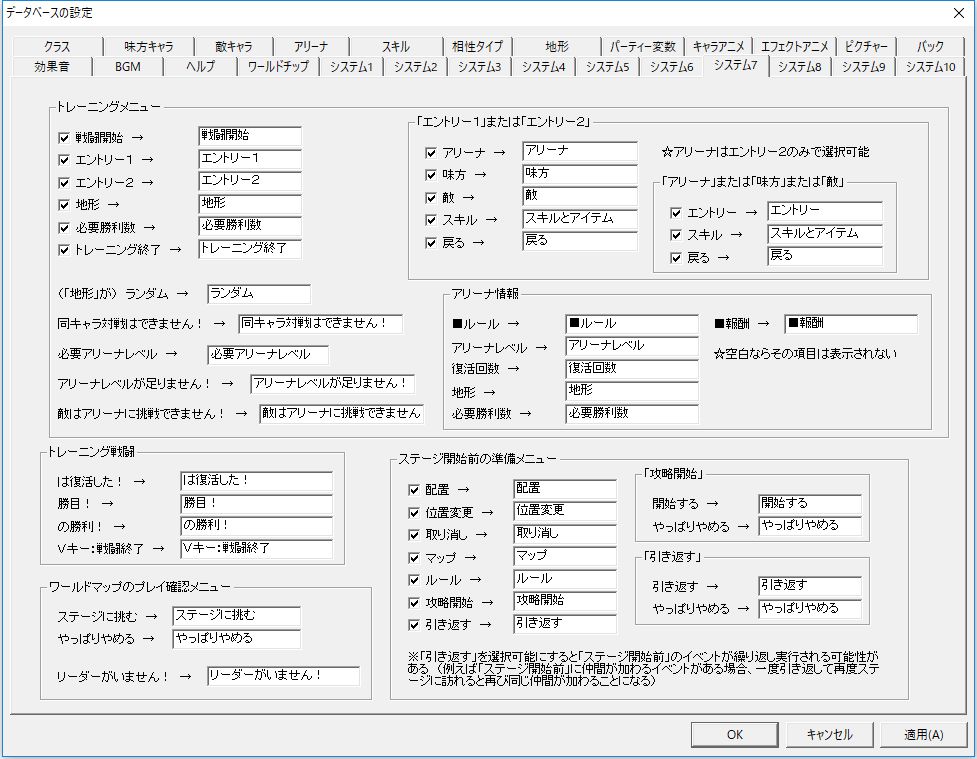 データベースの設定
クラス 味方キャラ 敵キャラ アリーナ スキル 相性タイプ 地形 パーティー変数 キャラアニメ エフェクトアニメ ピクチャー パック
効果音 BGM ヘルプ ワールドチップ システム1 システム2 システム3 システム4 システム5 システム6 システム7 システム8 システム9 システム10
トレーニングメニュー
戦闘開始 → 戦闘開始
エントリー１ → エントリー１
エントリー２ → エントリー２
地形 → 地形
必要勝利数 → 必要勝利数
トレーニング終了 → トレーニング終了
（「地形」が） ランダム → ランダム
同キャラ対戦はできません！ → 同キャラ対戦はできません！
必要アリーナレベル → 必要アリーナレベル
アリーナレベルが足りません！ → アリーナレベルが足りません！
敵はアリーナに挑戦できません！ → 敵はアリーナに挑戦できません
「エントリー１」または「エントリー２」
アリーナ → アリーナ
味方 → 味方
敵 → 敵
スキル → スキルとアイテム
戻る → 戻る
☆アリーナはエントリー２のみで選択可能
「アリーナ」または「味方」または「敵」
エントリー → エントリー
スキル → スキルとアイテム
戻る → 戻る
アリーナ情報
■ルール → ■ルール
アリーナレベル → アリーナレベル
復活回数 → 復活回数
地形 → 地形
必要勝利数 → 必要勝利数
■報酬 → ■報酬
☆空白ならその項目は表示されない
トレーニング戦闘
は復活した！ → は復活した！
勝目！ → 勝目！
の勝利！ → の勝利！
Vキー：戦闘終了 → Vキー：戦闘終了
ワールドマップのプレイ確認メニュー
ステージに挑む → ステージに挑む
やっぱりやめる → やっぱりやめる
リーダーがいません！ → リーダーがいません！
ステージ開始前の準備メニュー
配置 → 配置
位置変更 → 位置変更
取り消し → 取り消し
マップ → マップ
ルール → ルール
攻略開始 → 攻略開始
引き返す → 引き返す
「攻略開始」
開始する → 開始する
やっぱりやめる → やっぱりやめる
「引き返す」
引き返す → 引き返す
やっぱりやめる → やっぱりやめる
※「引き返す」を選択可能にすると「ステージ開始前」のイベントが繰り返し実行される可能性が
ある （例えば「ステージ開始前」に仲間が加わるイベントがある場合、一度引き返して再度ステ
ージに訪れると再び同じ仲間が加わることになる）
OK キャンセル 適用(A)